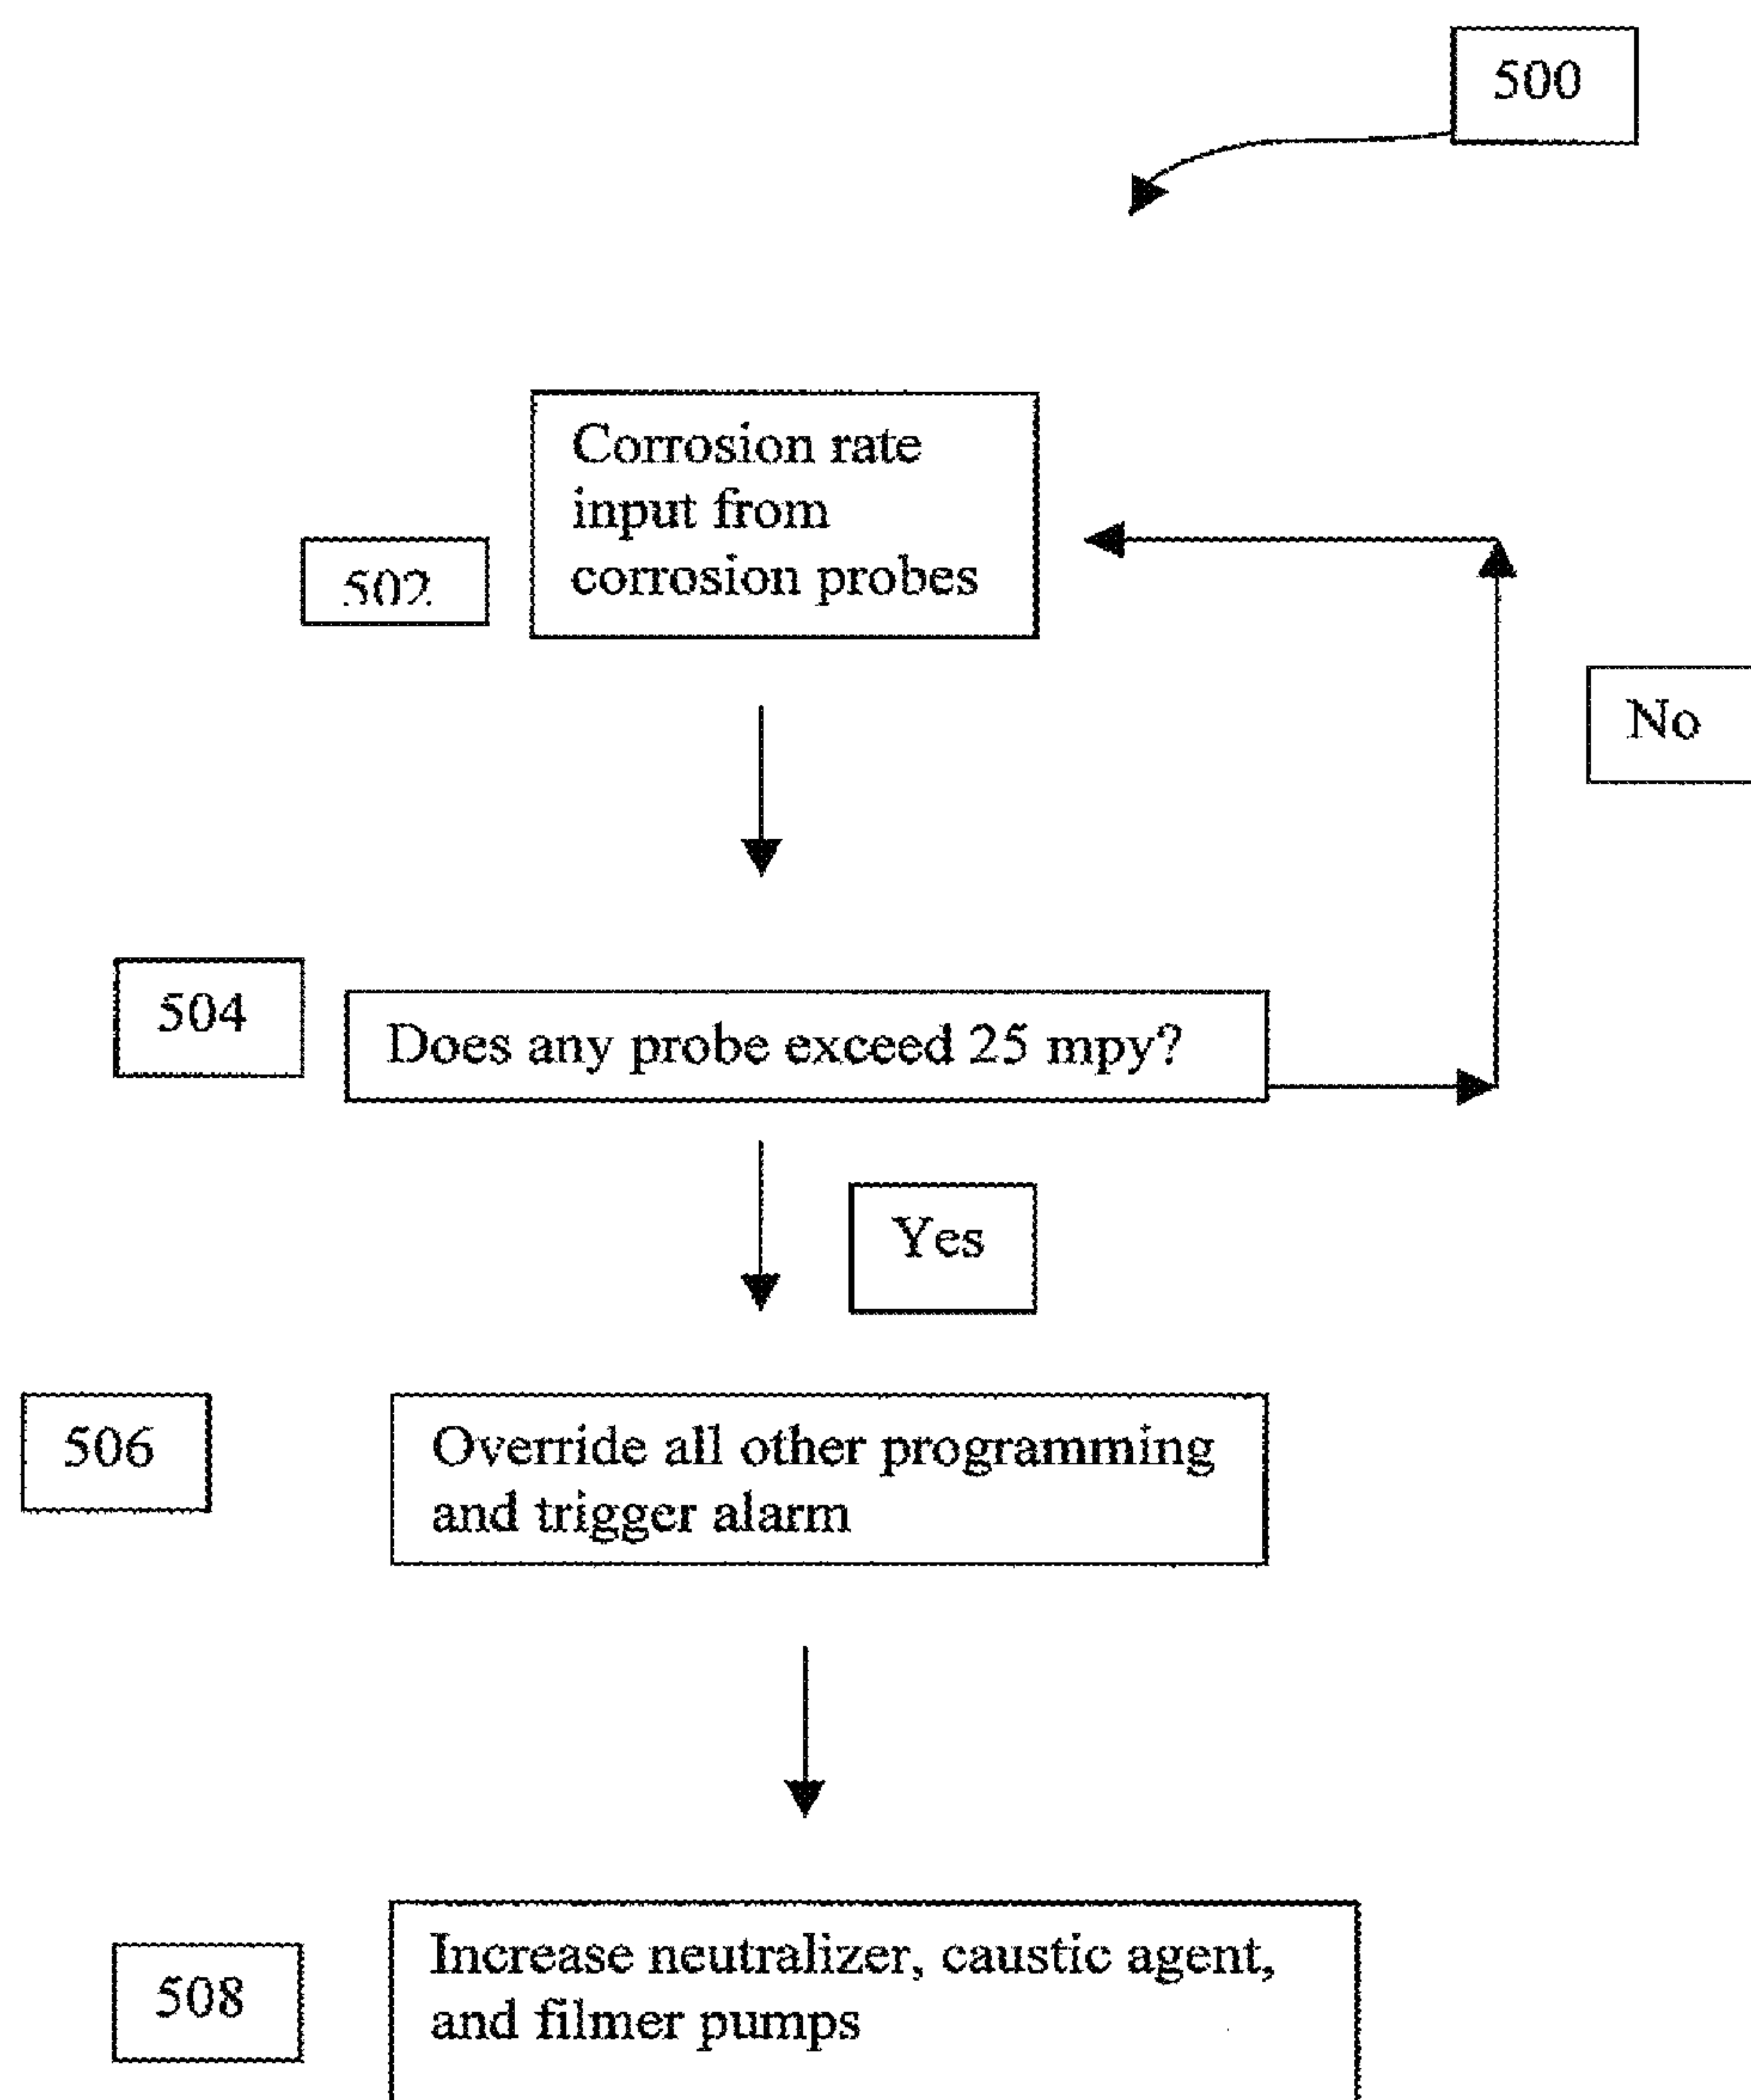 500
Corrosion rate
input from
corrosion probes
502
No
504
Does any probe exceed 25 mpy?
Yes
506
Override all other programming
and trigger alarm
508
Increase neutralizer, caustic agent,
and filmer pumps